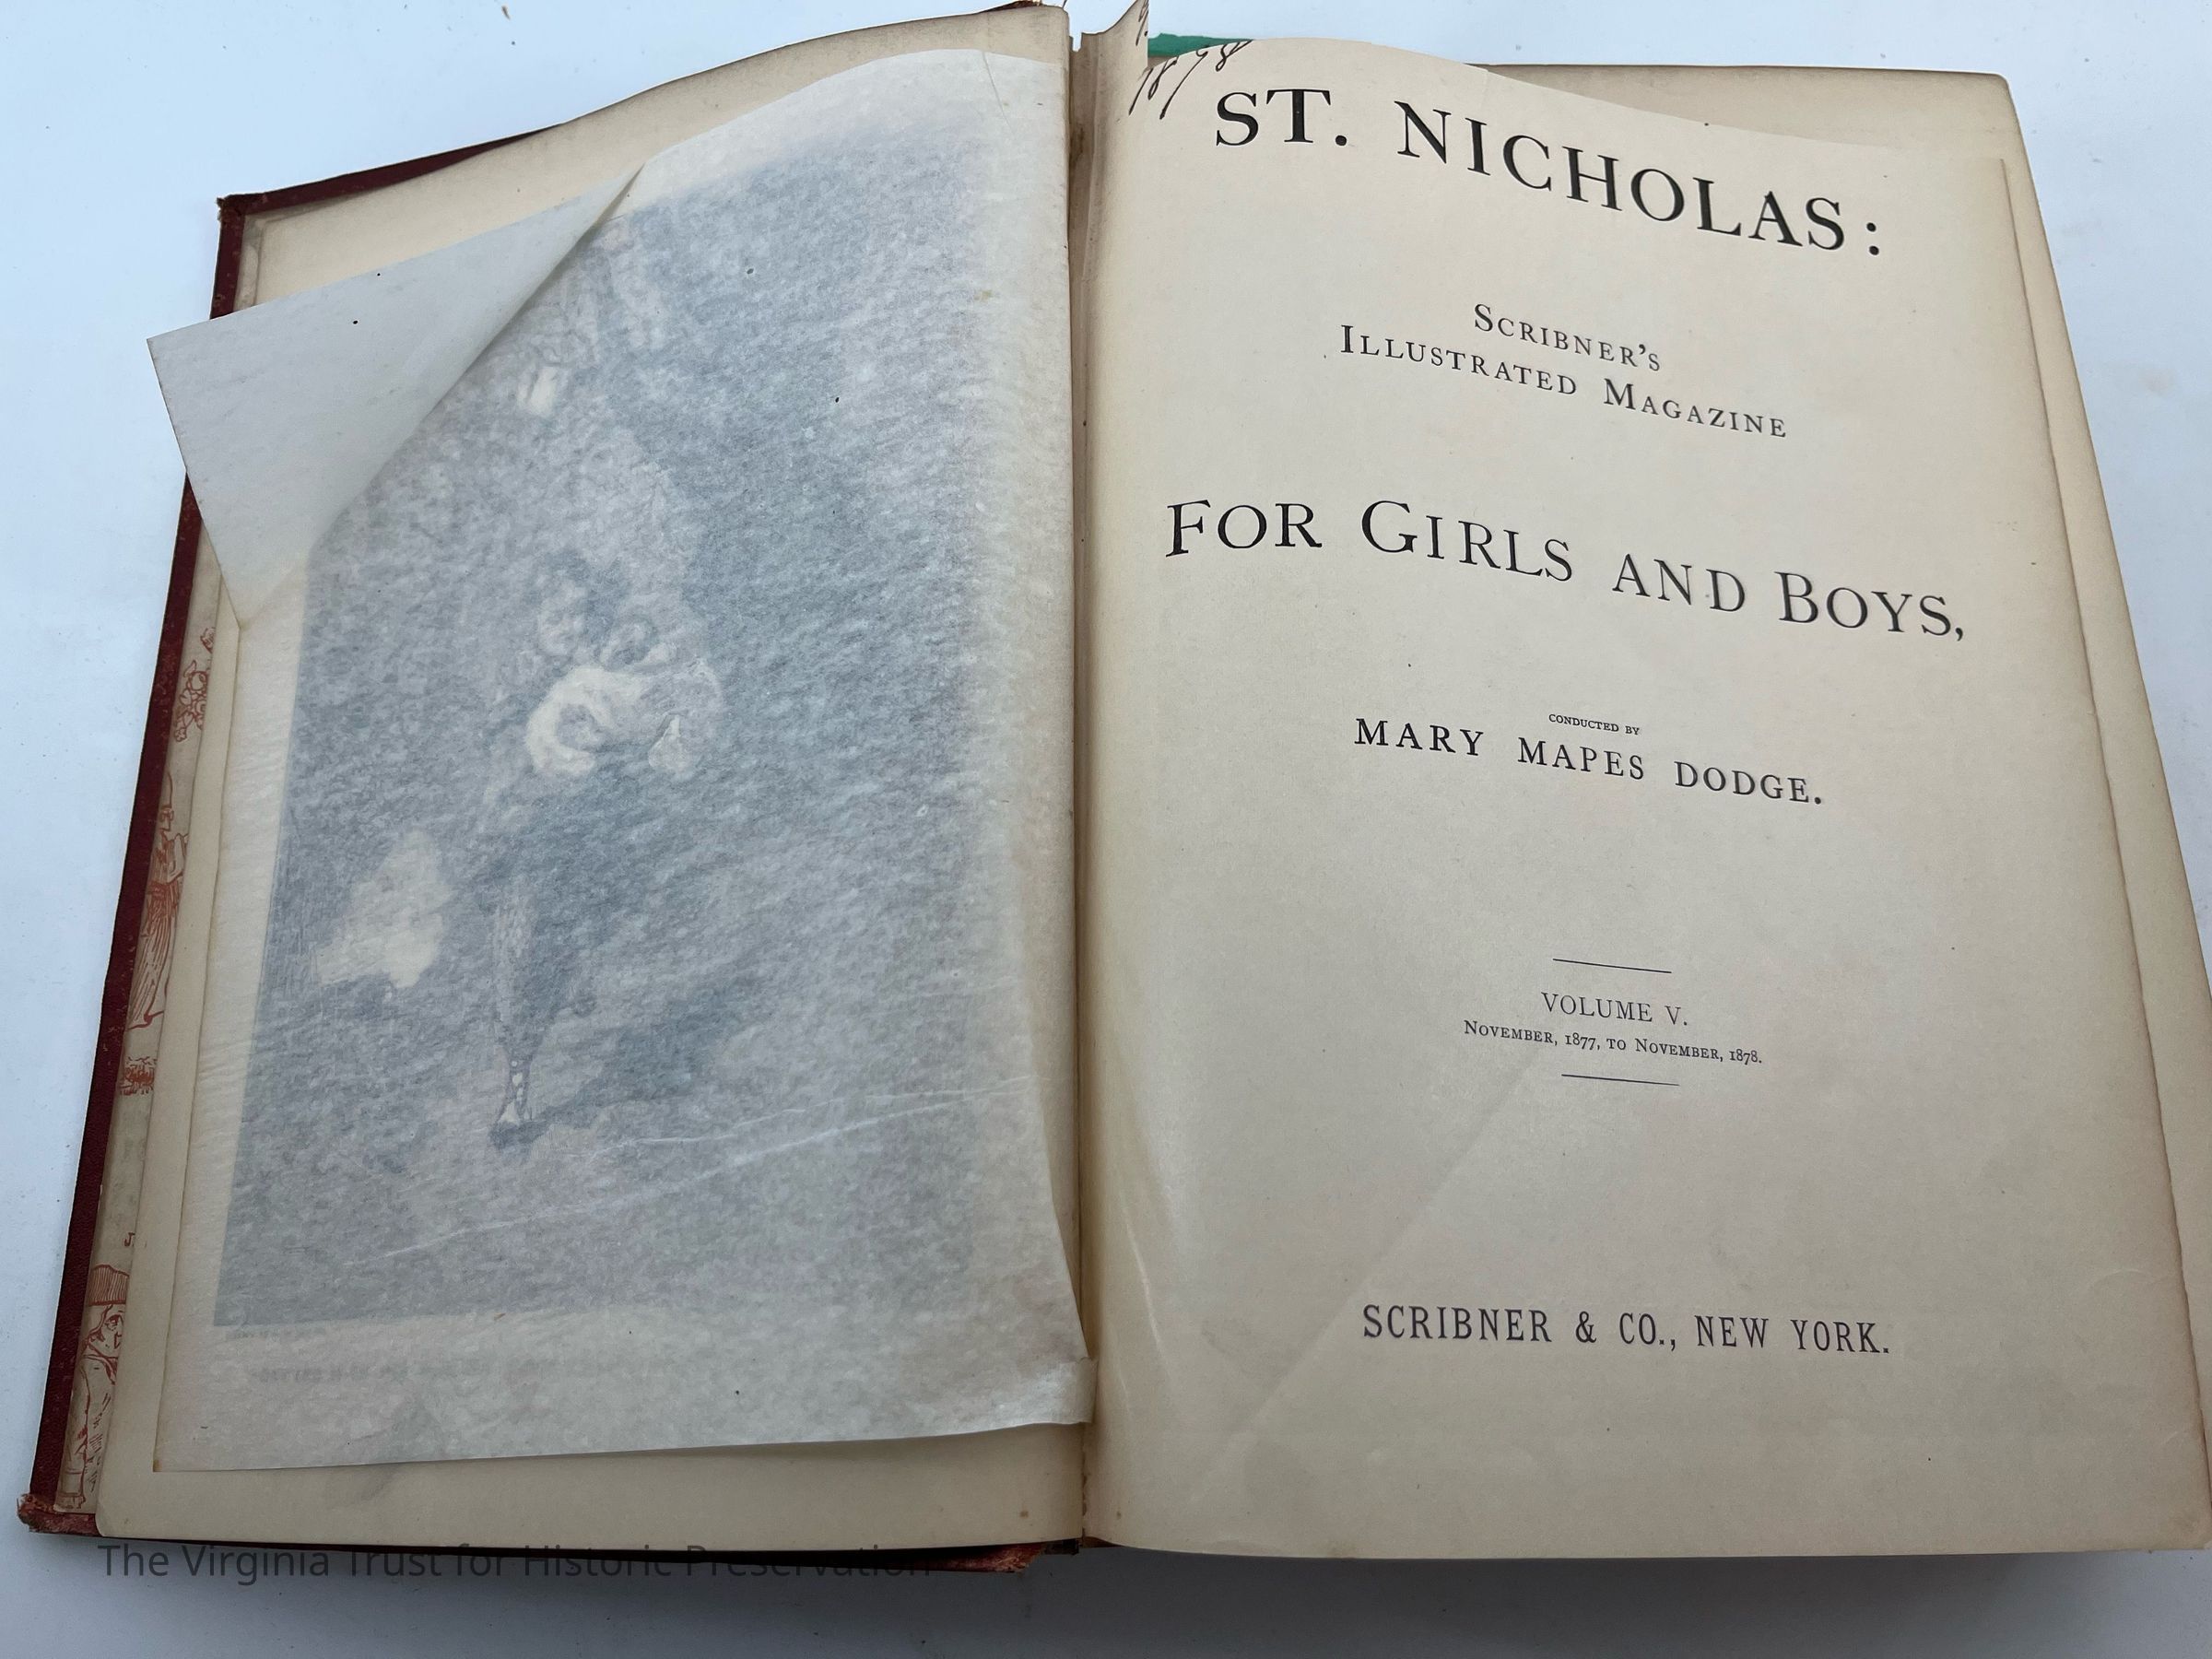 1878
ST. NICHOLAS:
SCRIBNER'S
ILLUSTRATED MAGAZINE
FOR GIRLS AND BOYS,
CONDUCTED BY
MARY MAPES DODGE.
VOLUME V.
NOVEMBER, 1877, TO NOVEMBER, 1878.
SCRIBNER & CO., NEW YORK.
The Virginia Trust for Historic Preservation